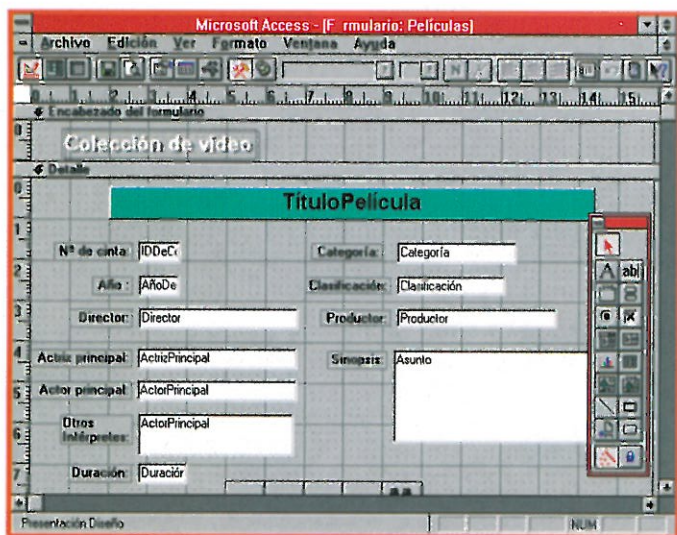 Microsoft Access - [F rmulario: Películas]
Archivo Edición Ver Formato Ventana Ayuda
Encabezado del formulario
Colección de vídeo
Detalle
TítuloPelícula
Nº de cinta: IDDeC
Categoría: Categoría
Año: AñoDe
Clasificación: Clasificación
Director: Director
Productor: Productor
Actriz principal: ActrizPrincipal
Sinopsis: Asunto
Actor principal: ActorPrincipal
Otros
Intérpretes: ActorPrincipal
Duración: Duración
Presentación Diseño NUM